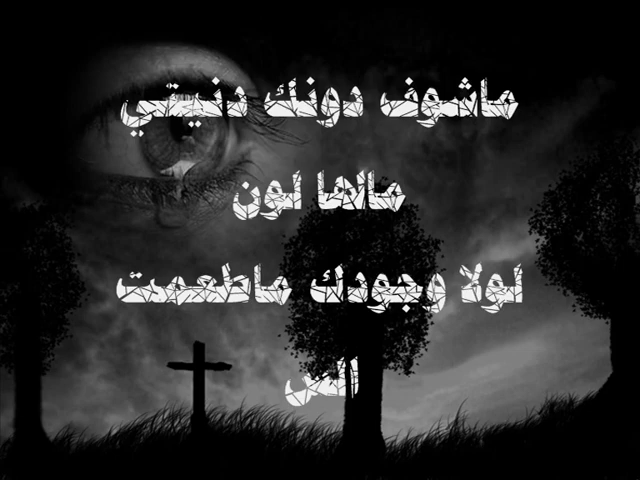 ماشوف دونك دنيتي
مالها لون
لولا وجودك ماطعمت